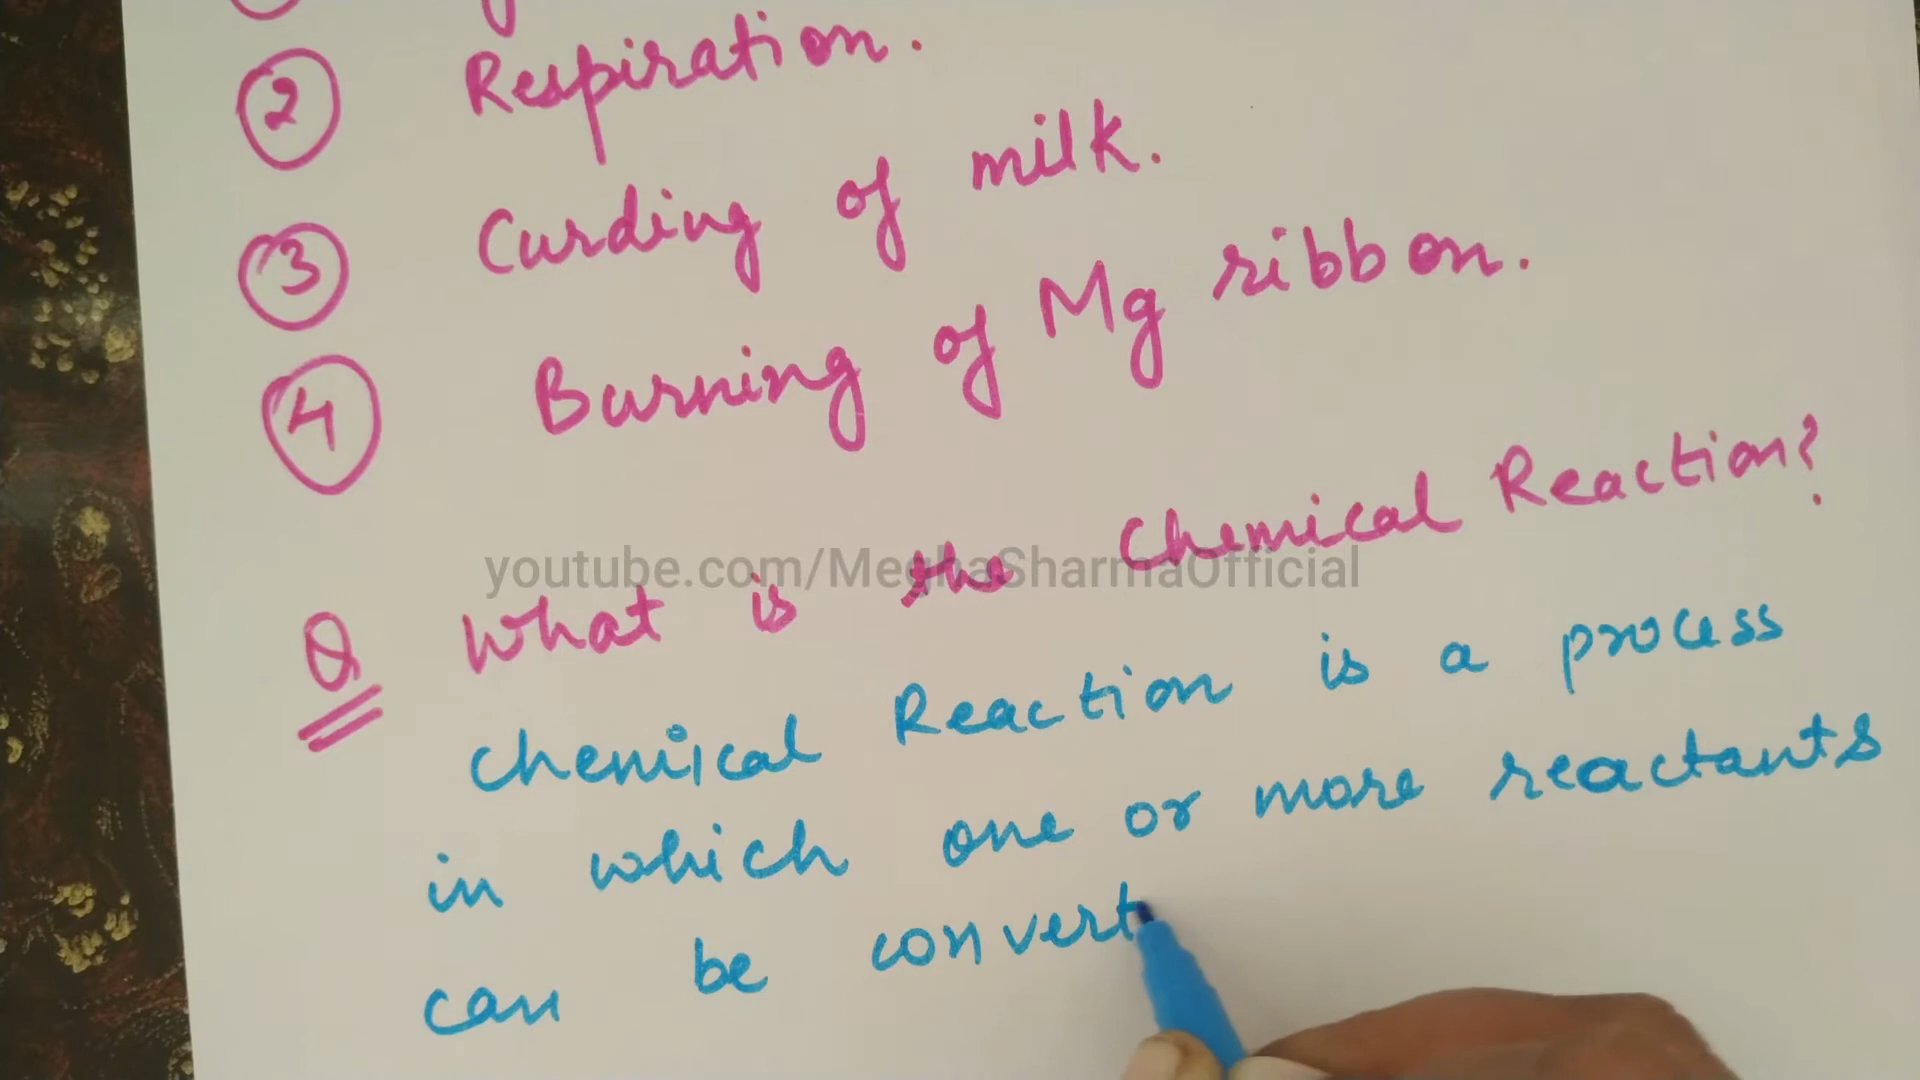 ② Respiration.
③ Curding of milk.
④ Burning of Mg ribbon.
Q What is the Chemical Reaction?
youtube.com/MeghaSharmaOfficial
Chemical Reaction is a process
in which one or more reactants
can be convert